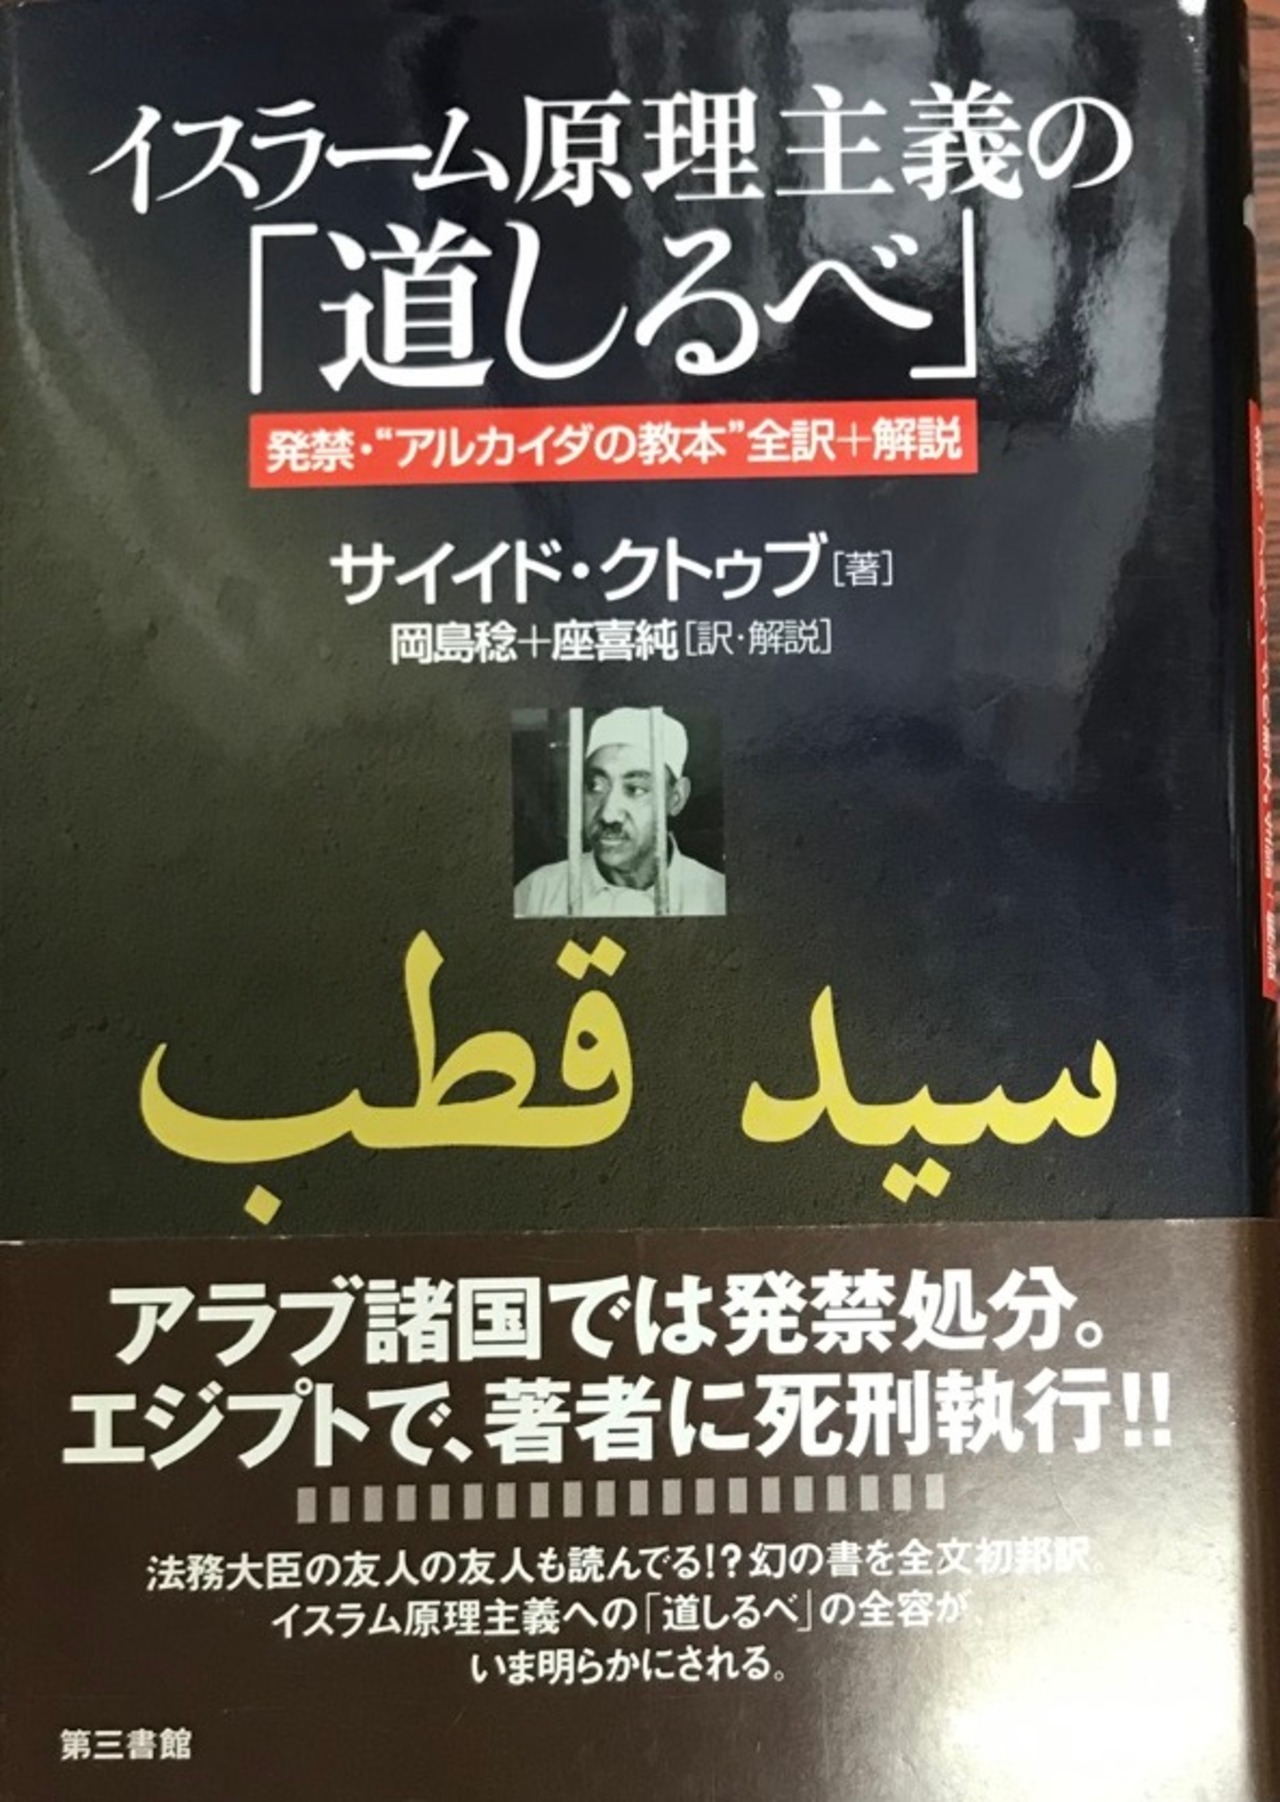 イスラーム原理主義の
「道しるべ」
発禁・“アルカイダの教本”全訳+解説
サイイド・クトゥブ[著]
岡島稔+座喜純[訳・解説]
سيد قطب
アラブ諸国では発禁処分。
エジプトで、著者に死刑執行!!
法務大臣の友人の友人も読んでる!?幻の書を全文初邦訳。
イスラム原理主義への「道しるべ」の全容が、
いま明らかにされる。
第三書館